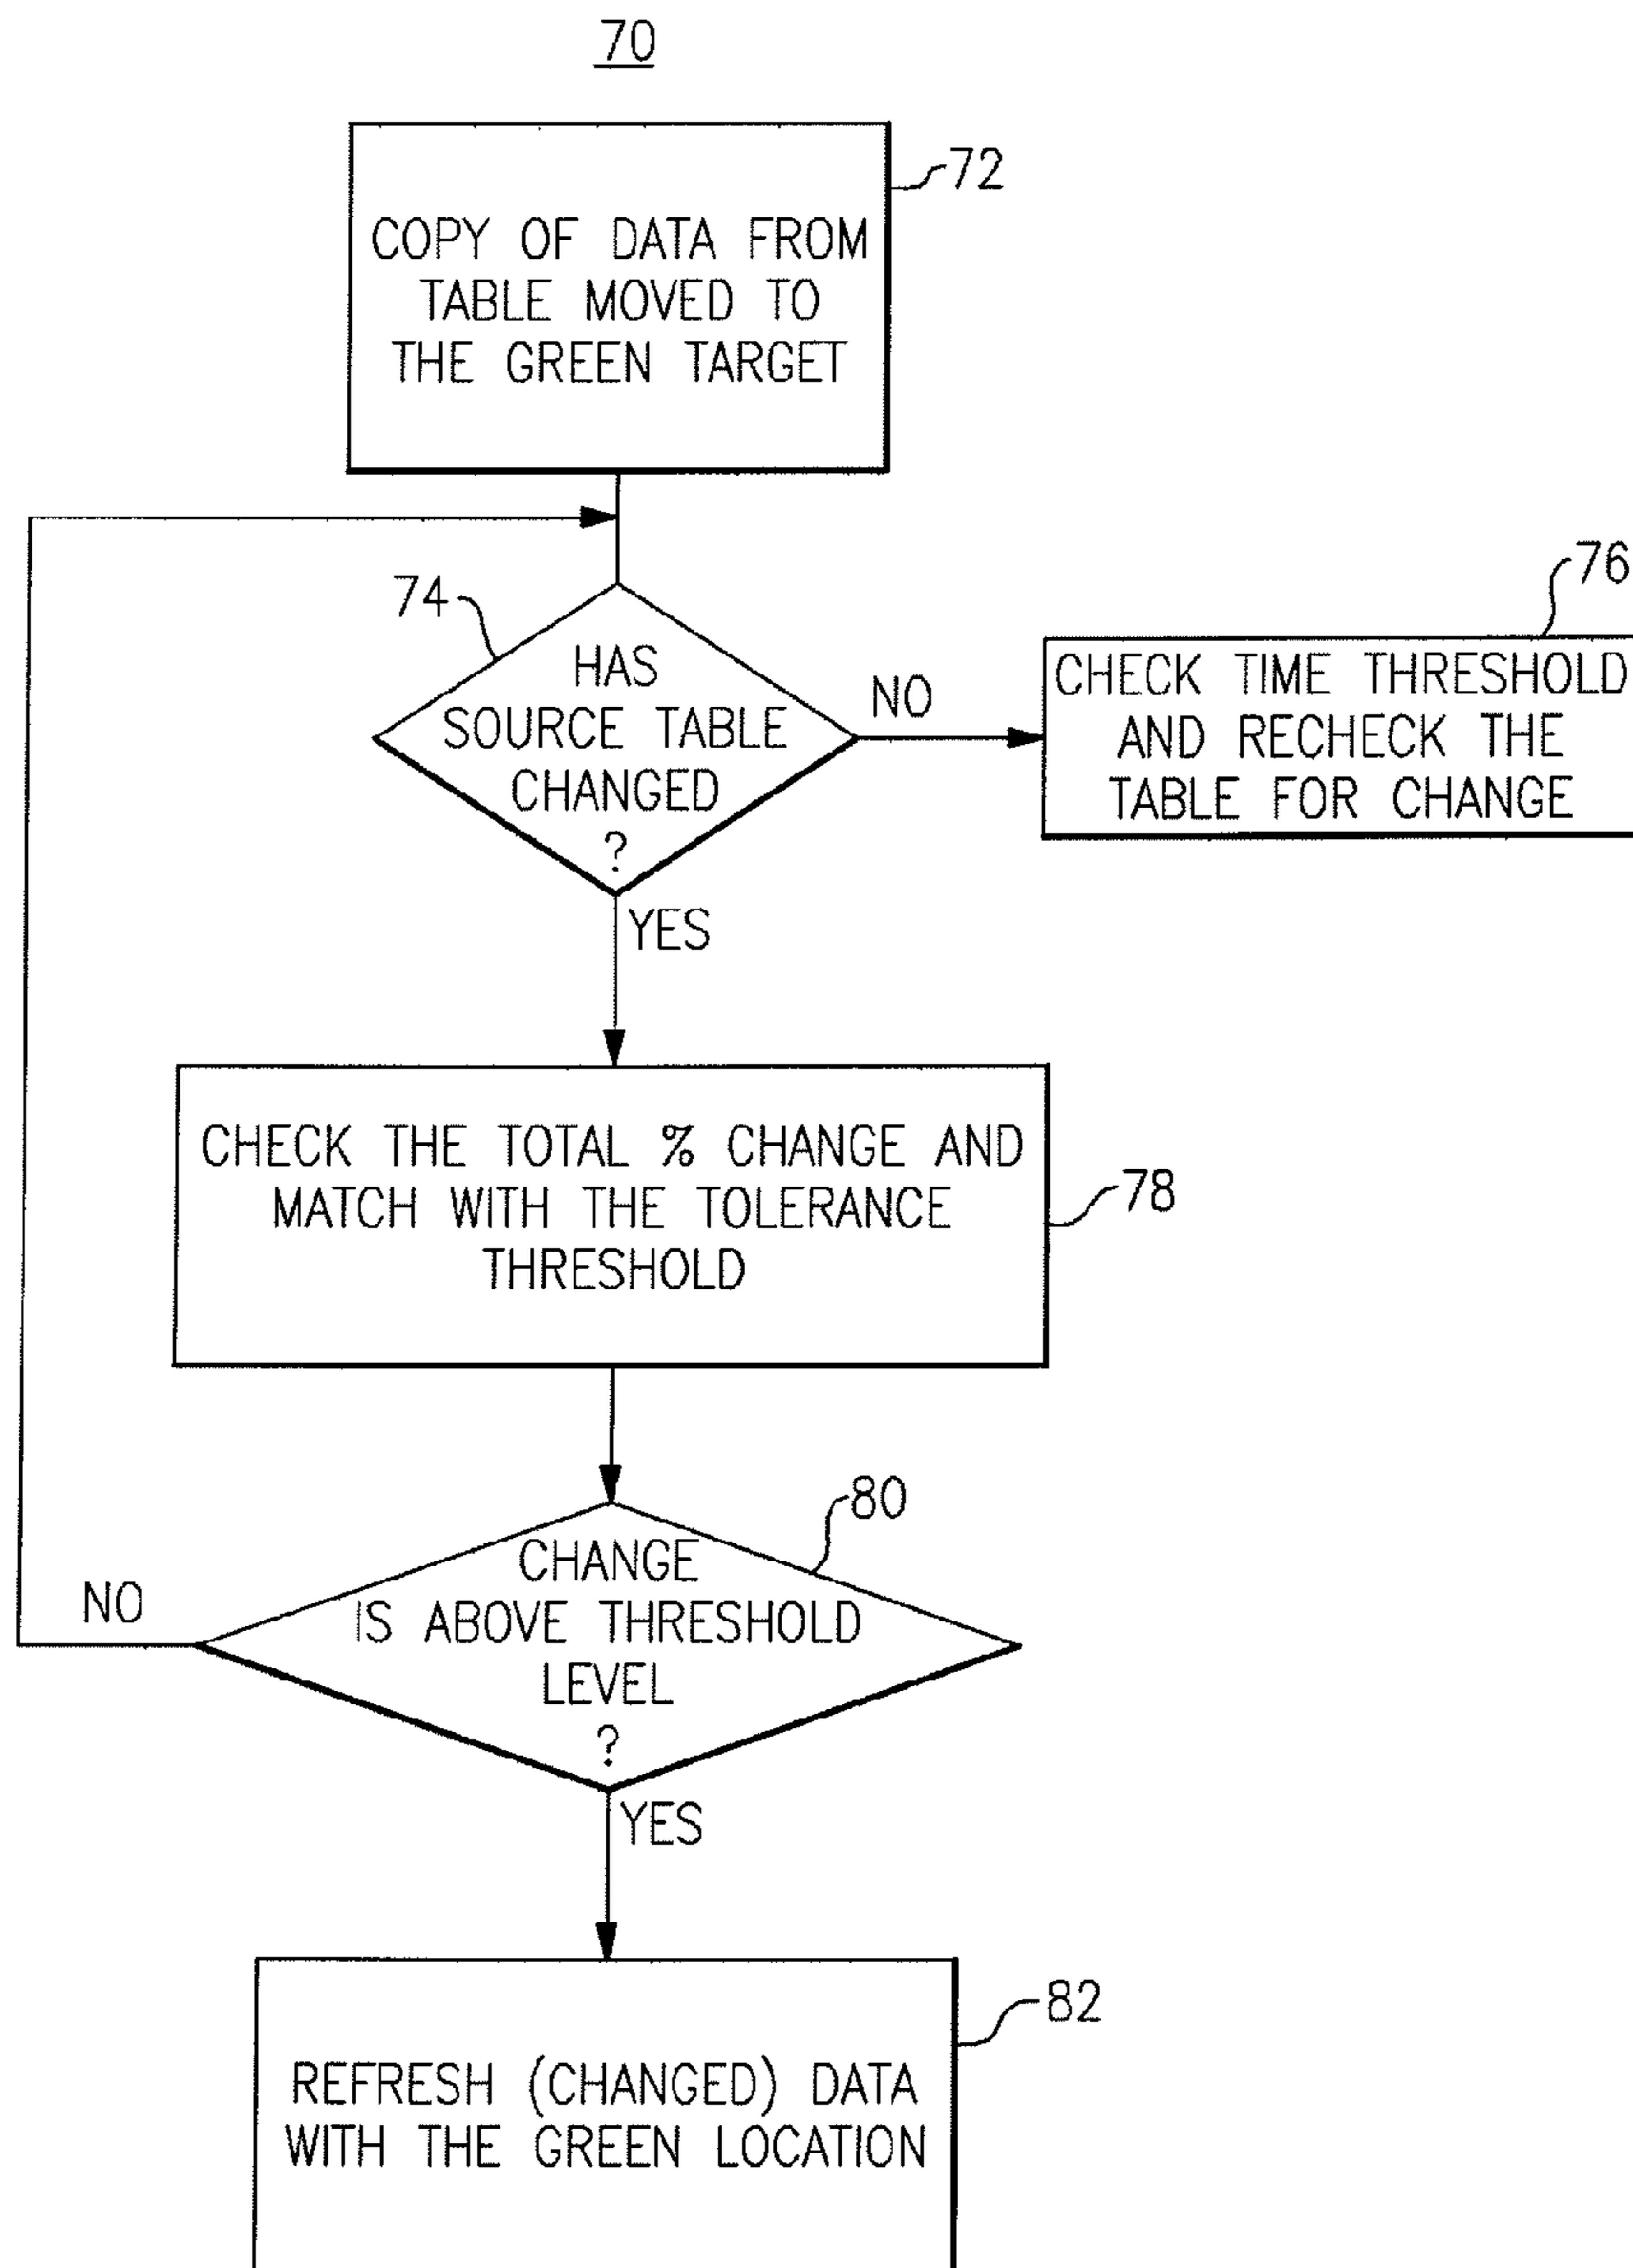 70
72
COPY OF DATA FROM
TABLE MOVED TO
THE GREEN TARGET
74
HAS
SOURCE TABLE
CHANGED
?
NO
76
CHECK TIME THRESHOLD
AND RECHECK THE
TABLE FOR CHANGE
YES
CHECK THE TOTAL % CHANGE AND
MATCH WITH THE TOLERANCE
THRESHOLD
78
80
CHANGE
IS ABOVE THRESHOLD
LEVEL
?
NO
YES
82
REFRESH (CHANGED) DATA
WITH THE GREEN LOCATION